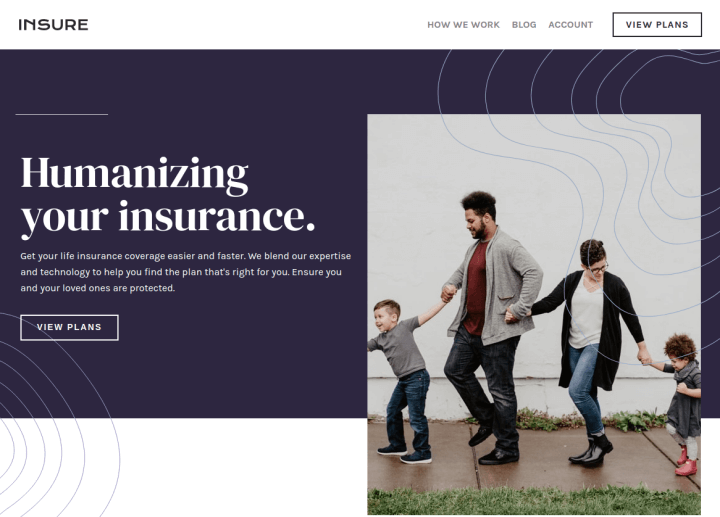 INSURE
HOW WE WORK
BLOG
ACCOUNT
VIEW PLANS
Humanizing
your insurance.
Get your life insurance coverage easier and faster. We blend our expertise
and technology to help you find the plan that's right for you. Ensure you
and your loved ones are protected.
VIEW PLANS